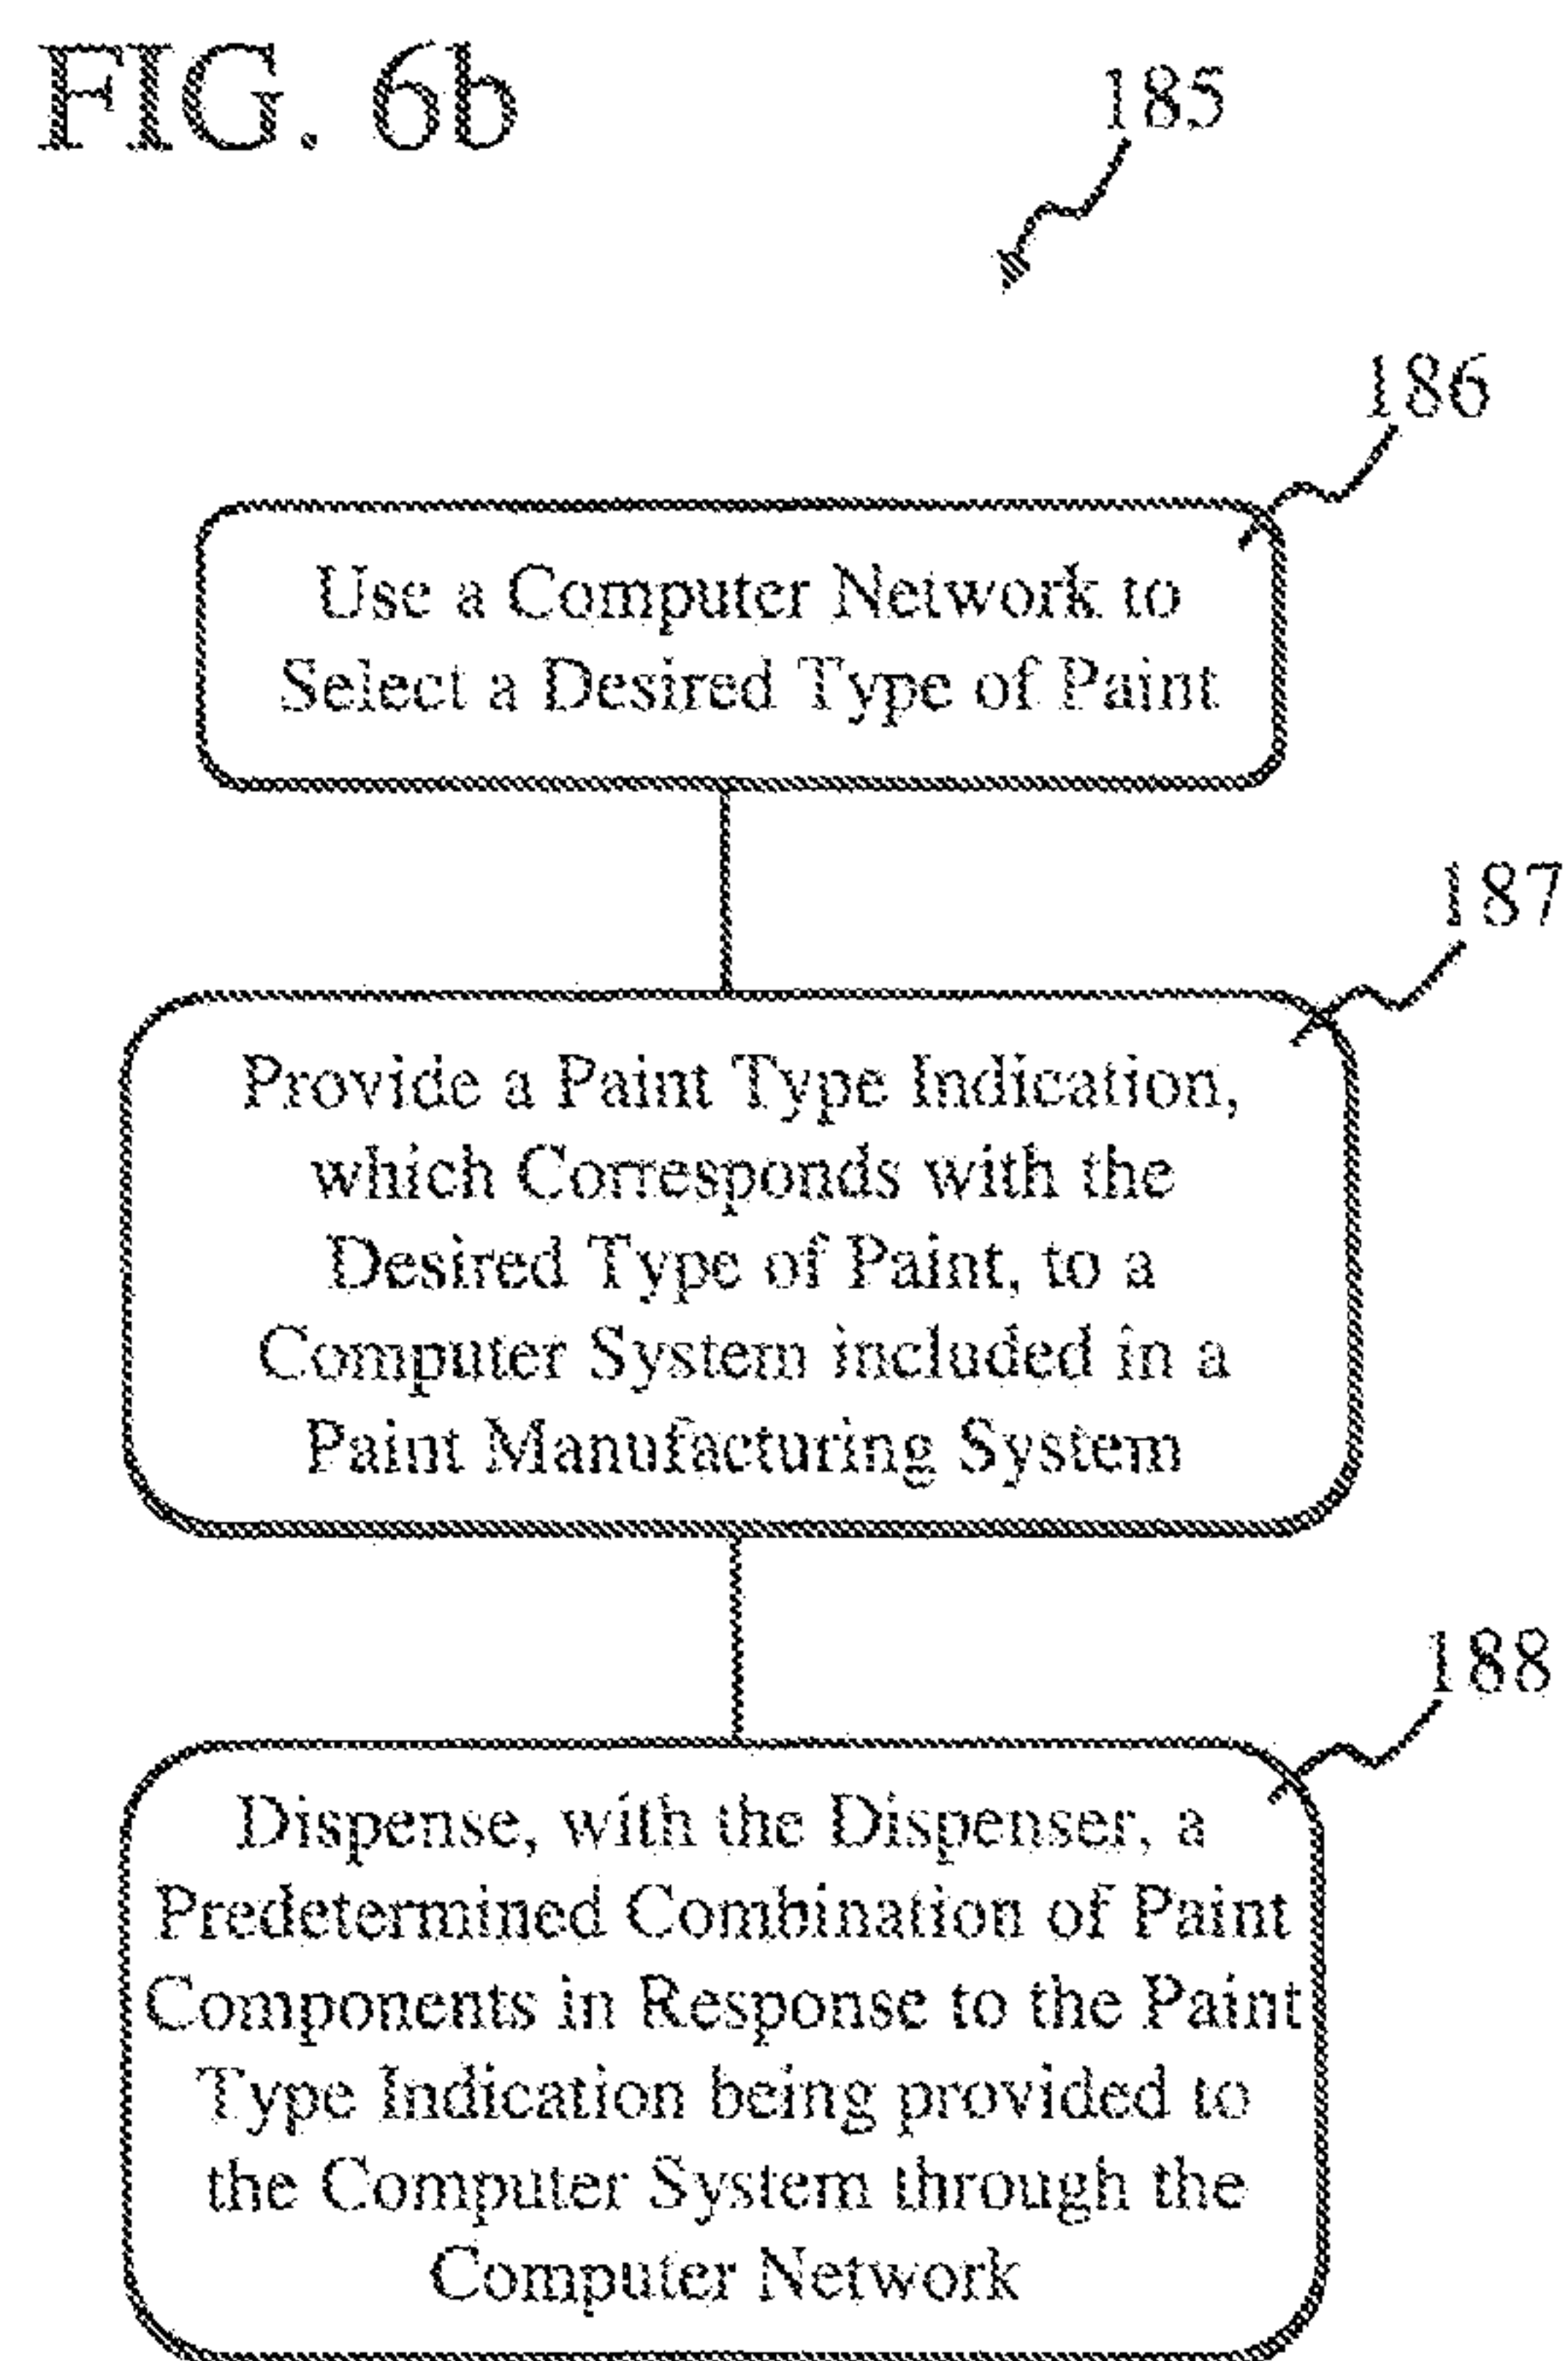 FIG. 6b
185
186
Use a Computer Network to
Select a Desired Type of Paint
187
Provide a Paint Type Indication,
which Corresponds with the
Desired Type of Paint, to a
Computer System included in a
Paint Manufacturing System
188
Dispense, with the Dispenser, a
Predetermined Combination of Paint
Components in Response to the Paint
Type Indication being provided to
the Computer System through the
Computer Network